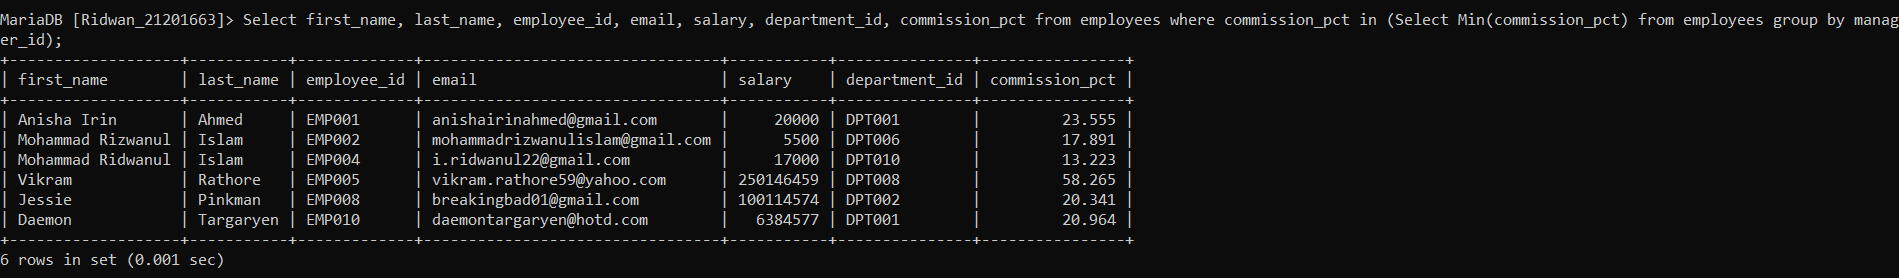 MariaDB [Ridwan_21201663]> Select first_name, last_name, employee_id, email, salary, department_id, commission_pct from employees where commission_pct in (Select Min(commission_pct) from employees group by manag
er_id);
+------------------+-----------+-------------+------------------------------+-----------+---------------+----------------+
| first_name       | last_name | employee_id | email                        | salary    | department_id | commission_pct |
+------------------+-----------+-------------+------------------------------+-----------+---------------+----------------+
| Anisha Irin      | Ahmed     | EMP001      | anishairinahmed@gmail.com    |     20000 | DPT001        |         23.555 |
| Mohammad Rizwanul | Islam     | EMP002      | mohammadrizwanulislam@gmail.com |      5500 | DPT006        |         17.891 |
| Mohammad Ridwanul | Islam     | EMP004      | i.ridwanul22@gmail.com       |     17000 | DPT010        |         13.223 |
| Vikram           | Rathore   | EMP005      | vikram.rathore59@yahoo.com   | 250146459 | DPT008        |         58.265 |
| Jessie           | Pinkman   | EMP008      | breakingbad01@gmail.com      | 100114574 | DPT002        |         20.341 |
| Daemon           | Targaryen | EMP010      | daemontargaryen@hotd.com     |   6384577 | DPT001        |         20.964 |
+------------------+-----------+-------------+------------------------------+-----------+---------------+----------------+
6 rows in set (0.001 sec)